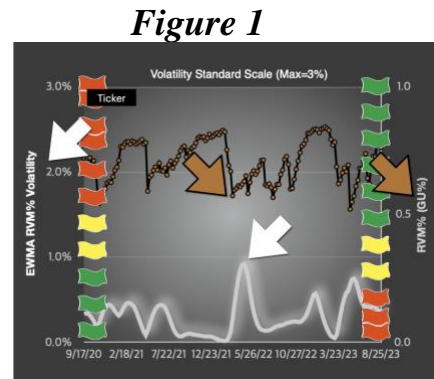 Figure 1
Volatility Standard Scale (Max=3%)
3.0%
1.0
Ticker
2.0%
EWMA RVM% Volatility
RVM% (GU%)
0.5
1.0%
0.0%
0.0
9/17/20 2/18/21 7/22/21 12/23/21 5/26/22 10/27/22 3/23/23 8/25/23